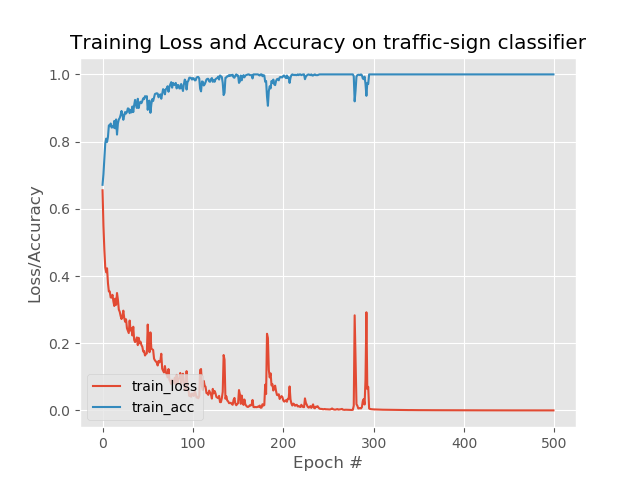 Training Loss and Accuracy on traffic-sign classifier
1.0
0.8
0.6
0.4
0.2
0.0
Loss/Accuracy
train_loss
train_acc
0 100 200 300 400 500
Epoch #